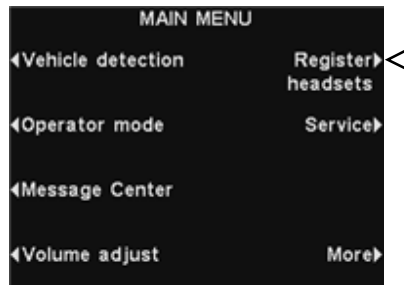 MAIN MENU
Vehicle detection
Register
headsets
Operator mode
Service
Message Center
Volume adjust
More